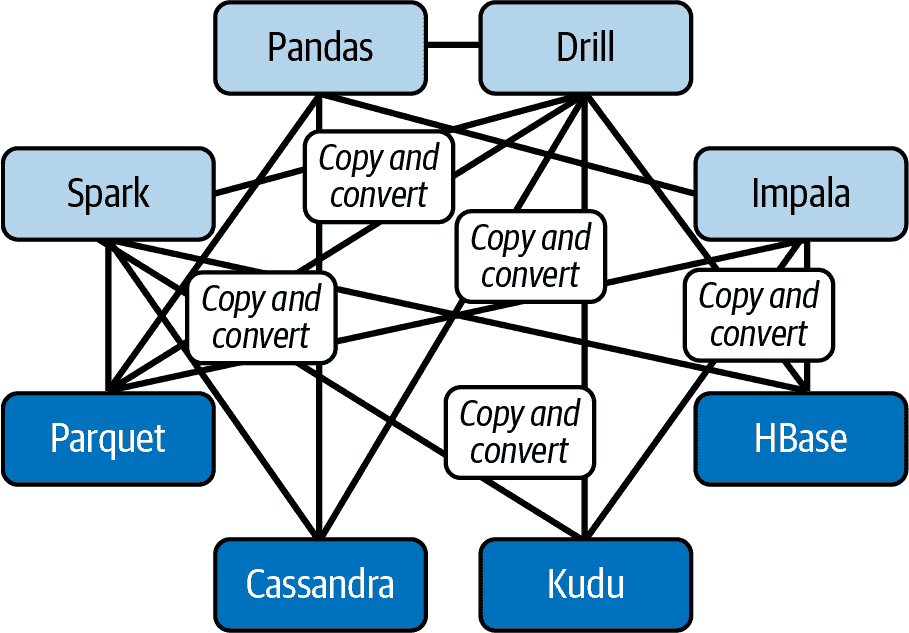 Pandas
Drill
Spark
Copy and
convert
Impala
Copy and
convert
Copy and
convert
Copy and
convert
Parquet
Copy and
convert
HBase
Cassandra
Kudu